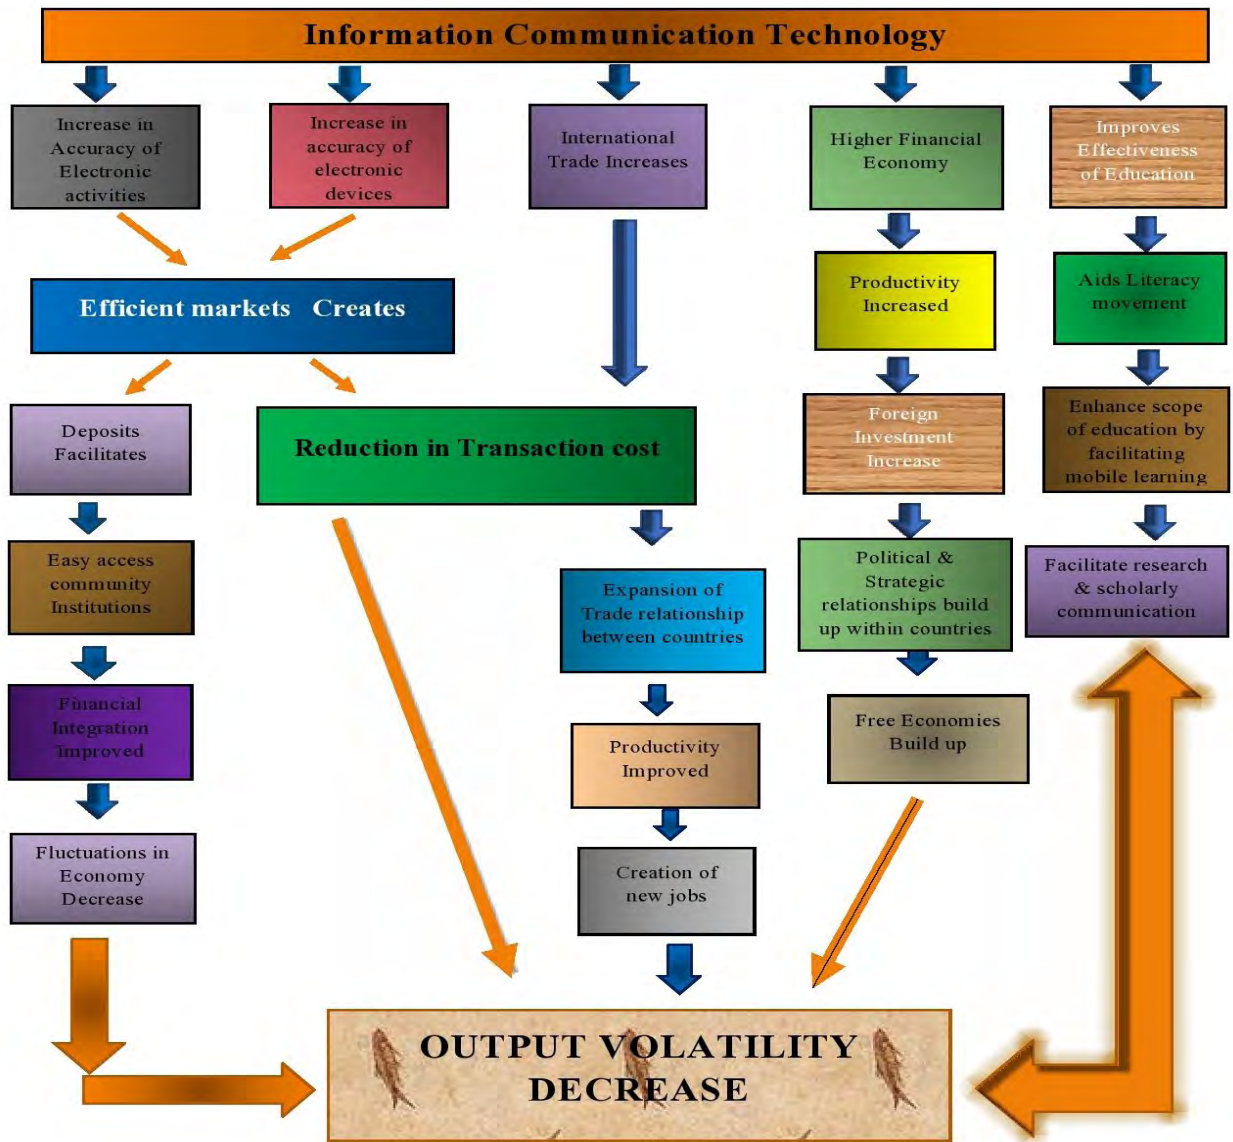 Information Communication Technology
Increase in
Accuracy of
Electronic
activities
Increase in
accuracy of
electronic
devices
International
Trade Increases
Higher Financial
Economy
Improves
Effectiveness
of Education
Efficient markets Creates
Productivity
Increased
Aids Literacy
movement
Deposits
Facilitates
Reduction in Transaction cost
Foreign
Investment
Increase
Enhance scope
of education by
facilitating
mobile learning
Easy access
community
Institutions
Expansion of
Trade relationship
between countries
Political &
Strategic
relationships build
up within countries
Facilitate research
& scholarly
communication
Financial
Integration
Improved
Productivity
Improved
Free Economies
Build up
Fluctuations in
Economy
Decrease
Creation of
new jobs
OUTPUT VOLATILITY
DECREASE